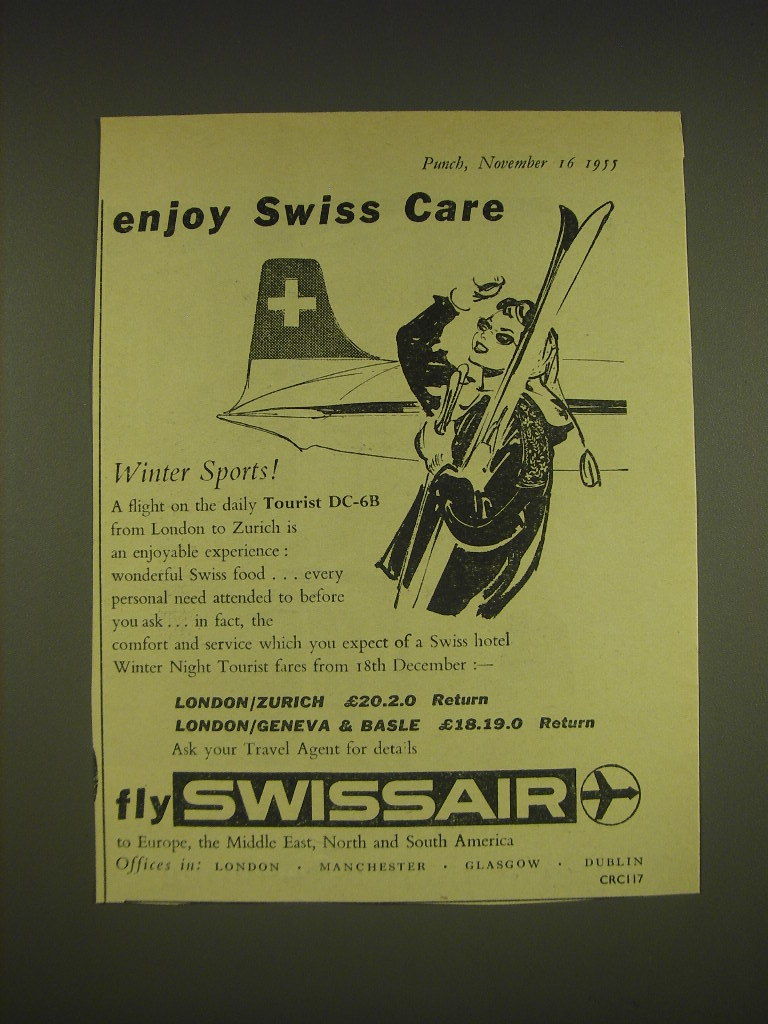 Punch, November 16 1955
enjoy Swiss Care
Winter Sports!
A flight on the daily Tourist DC-6B
from London to Zurich is
an enjoyable experience :
wonderful Swiss food . . . every
personal need attended to before
you ask . . . in fact, the
comfort and service which you expect of a Swiss hotel
Winter Night Tourist fares from 18th December :—
LONDON/ZURICH £20.2.0 Return
LONDON/GENEVA & BASLE £18.19.0 Return
Ask your Travel Agent for details
fly SWISSAIR
to Europe, the Middle East, North and South America
Offices in: LONDON · MANCHESTER · GLASGOW · DUBLIN
CRC117